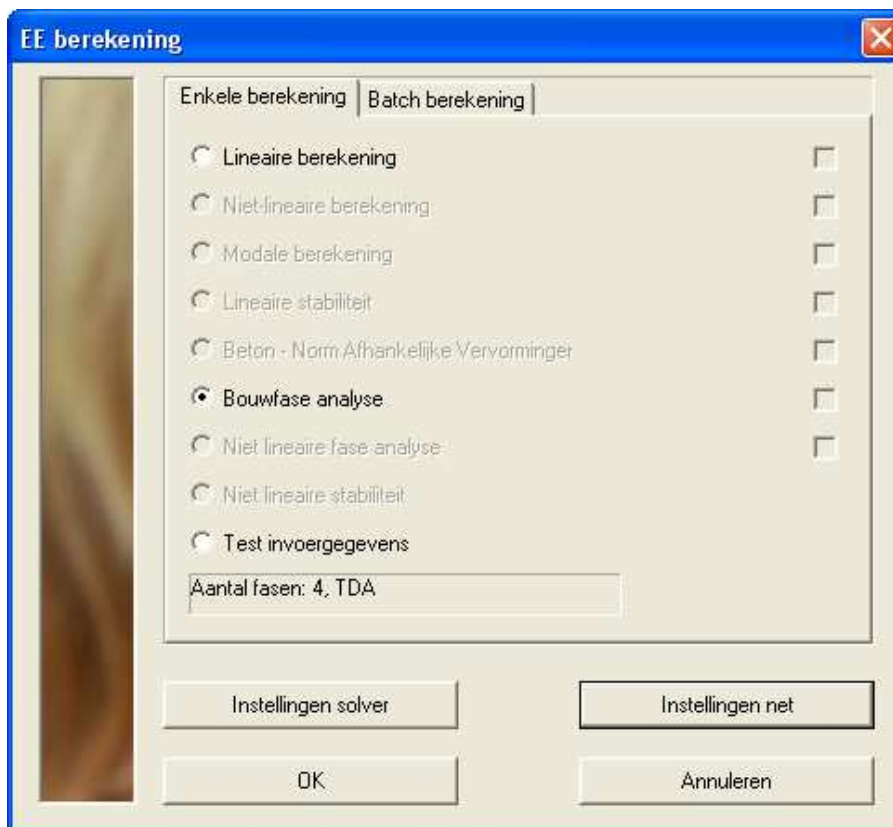 EE berekening
Enkele berekening
Batch berekening
Lineaire berekening
Niet-lineaire berekening
Modale berekening
Lineaire stabiliteit
Beton - Norm Afhankelijke Vervorminger
Bouwfase analyse
Niet lineaire fase analyse
Niet lineaire stabiliteit
Test invoergegevens
Aantal fasen: 4, TDA
Instellingen solver
Instellingen net
OK
Annuleren